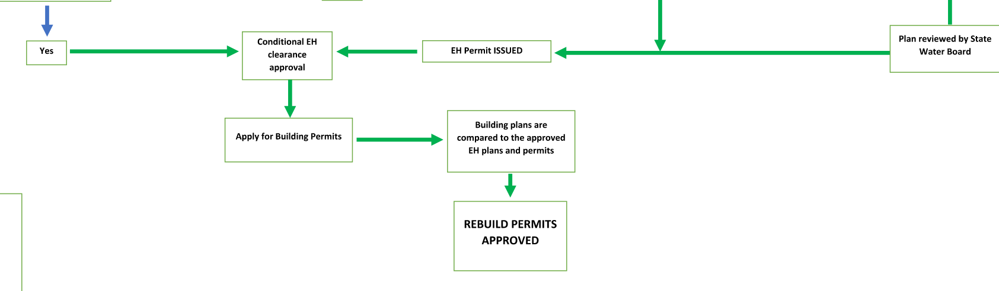 Yes
Conditional EH
clearance
approval
EH Permit ISSUED
Plan reviewed by State
Water Board
Apply for Building Permits
Building plans are
compared to the approved
EH plans and permits
REBUILD PERMITS
APPROVED